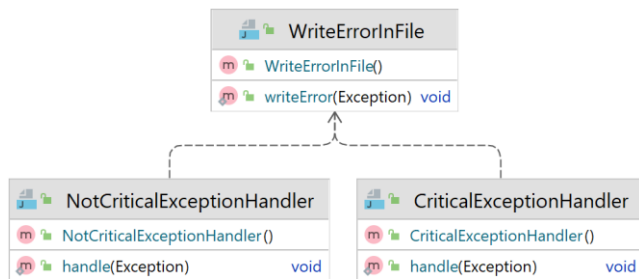 WriteErrorInFile
WriteErrorInFile()
writeError(Exception) void
NotCriticalExceptionHandler
NotCriticalExceptionHandler()
handle(Exception) void
CriticalExceptionHandler
CriticalExceptionHandler()
handle(Exception) void